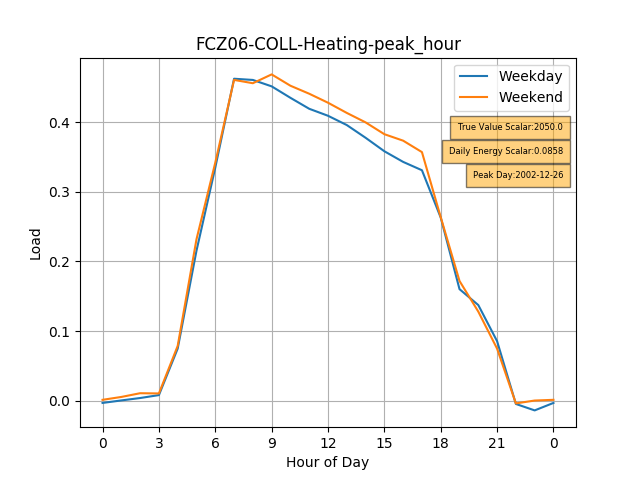 FCZ06-COLL-Heating-peak_hour
Weekday
Weekend
True Value Scalar:2050.0
Daily Energy Scalar:0.0858
Peak Day:2002-12-26
0.4
0.3
0.2
0.1
0.0
Load
0 3 6 9 12 15 18 21 0
Hour of Day